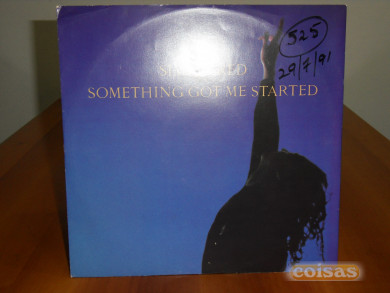 525
29/7/91
SOMETHING GOT ME STARTED
coisas